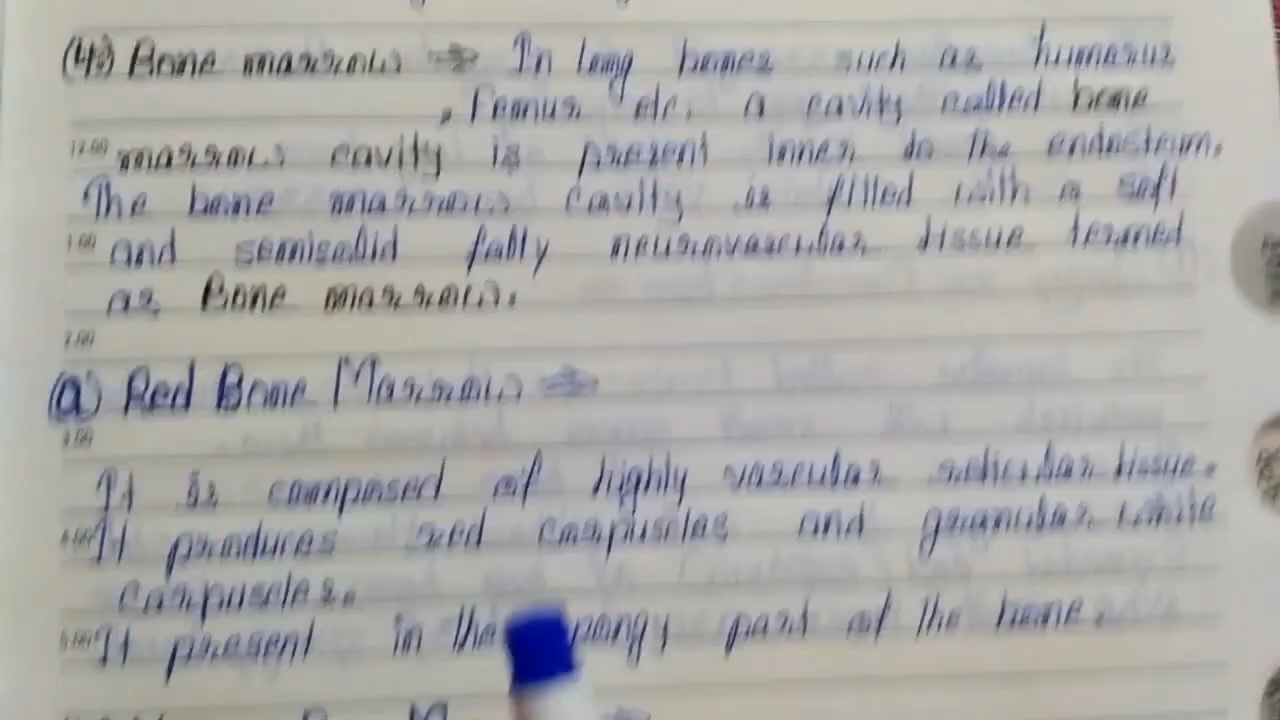 (4.) Bone marrow ⇒ In long bones such as humerus
, Femur etc. a cavity called bone
marrow cavity is present inner to the endosteum.
The bone marrow cavity is filled with a soft
and semisolid fatty neurovascular tissue termed
as Bone marrow.
(a) Red Bone Marrow ⇒
It is composed of highly vascular reticular tissue.
It produces red corpuscles and granular white
corpuscles.
It present in the part of the bone.